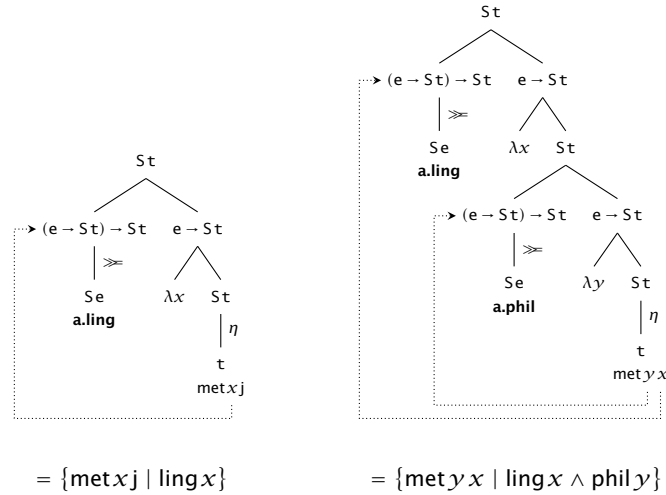 St
(e → St) → St e → St
≫=
Se λx St
a.ling
η
t
met x j
= {met x j | ling x}
St
(e → St) → St e → St
≫=
Se λx St
a.ling
(e → St) → St e → St
≫=
Se λy St
a.phil
η
t
met y x
= {met y x | ling x ∧ phil y}